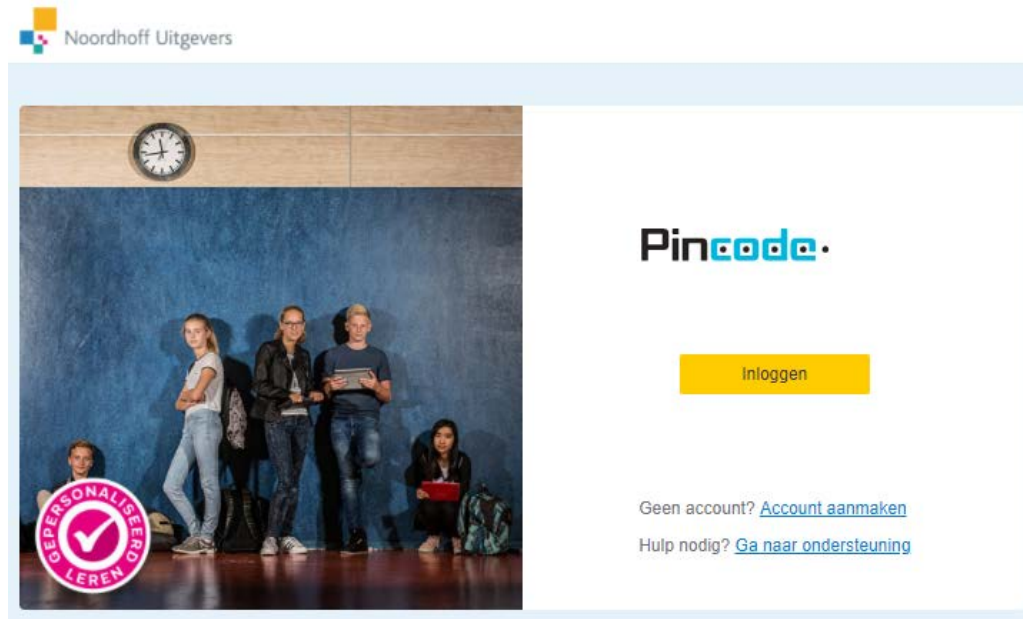 Noordhoff Uitgevers
Pincode
Inloggen
Geen account? Account aanmaken
Hulp nodig? Ga naar ondersteuning
GEPERSONALISEERD
LEREN